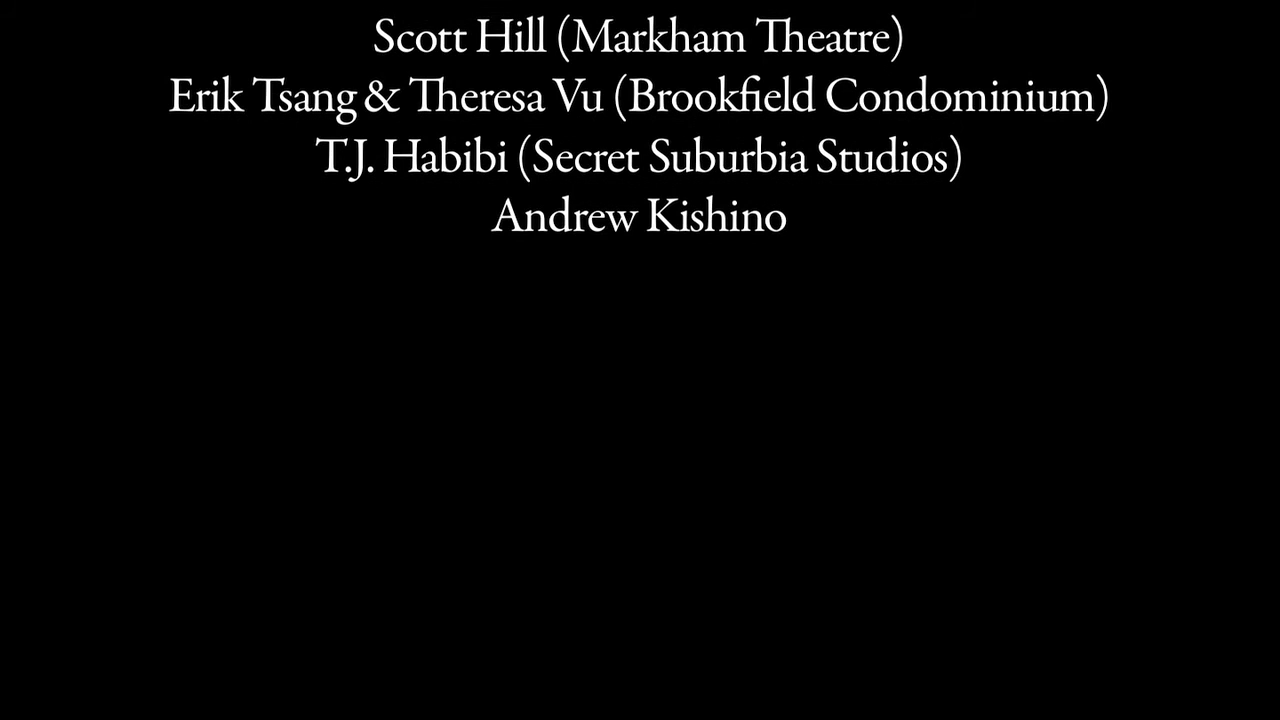 Scott Hill (Markham Theatre)
Erik Tsang & Theresa Vu (Brookfield Condominium)
T.J. Habibi (Secret Suburbia Studios)
Andrew Kishino